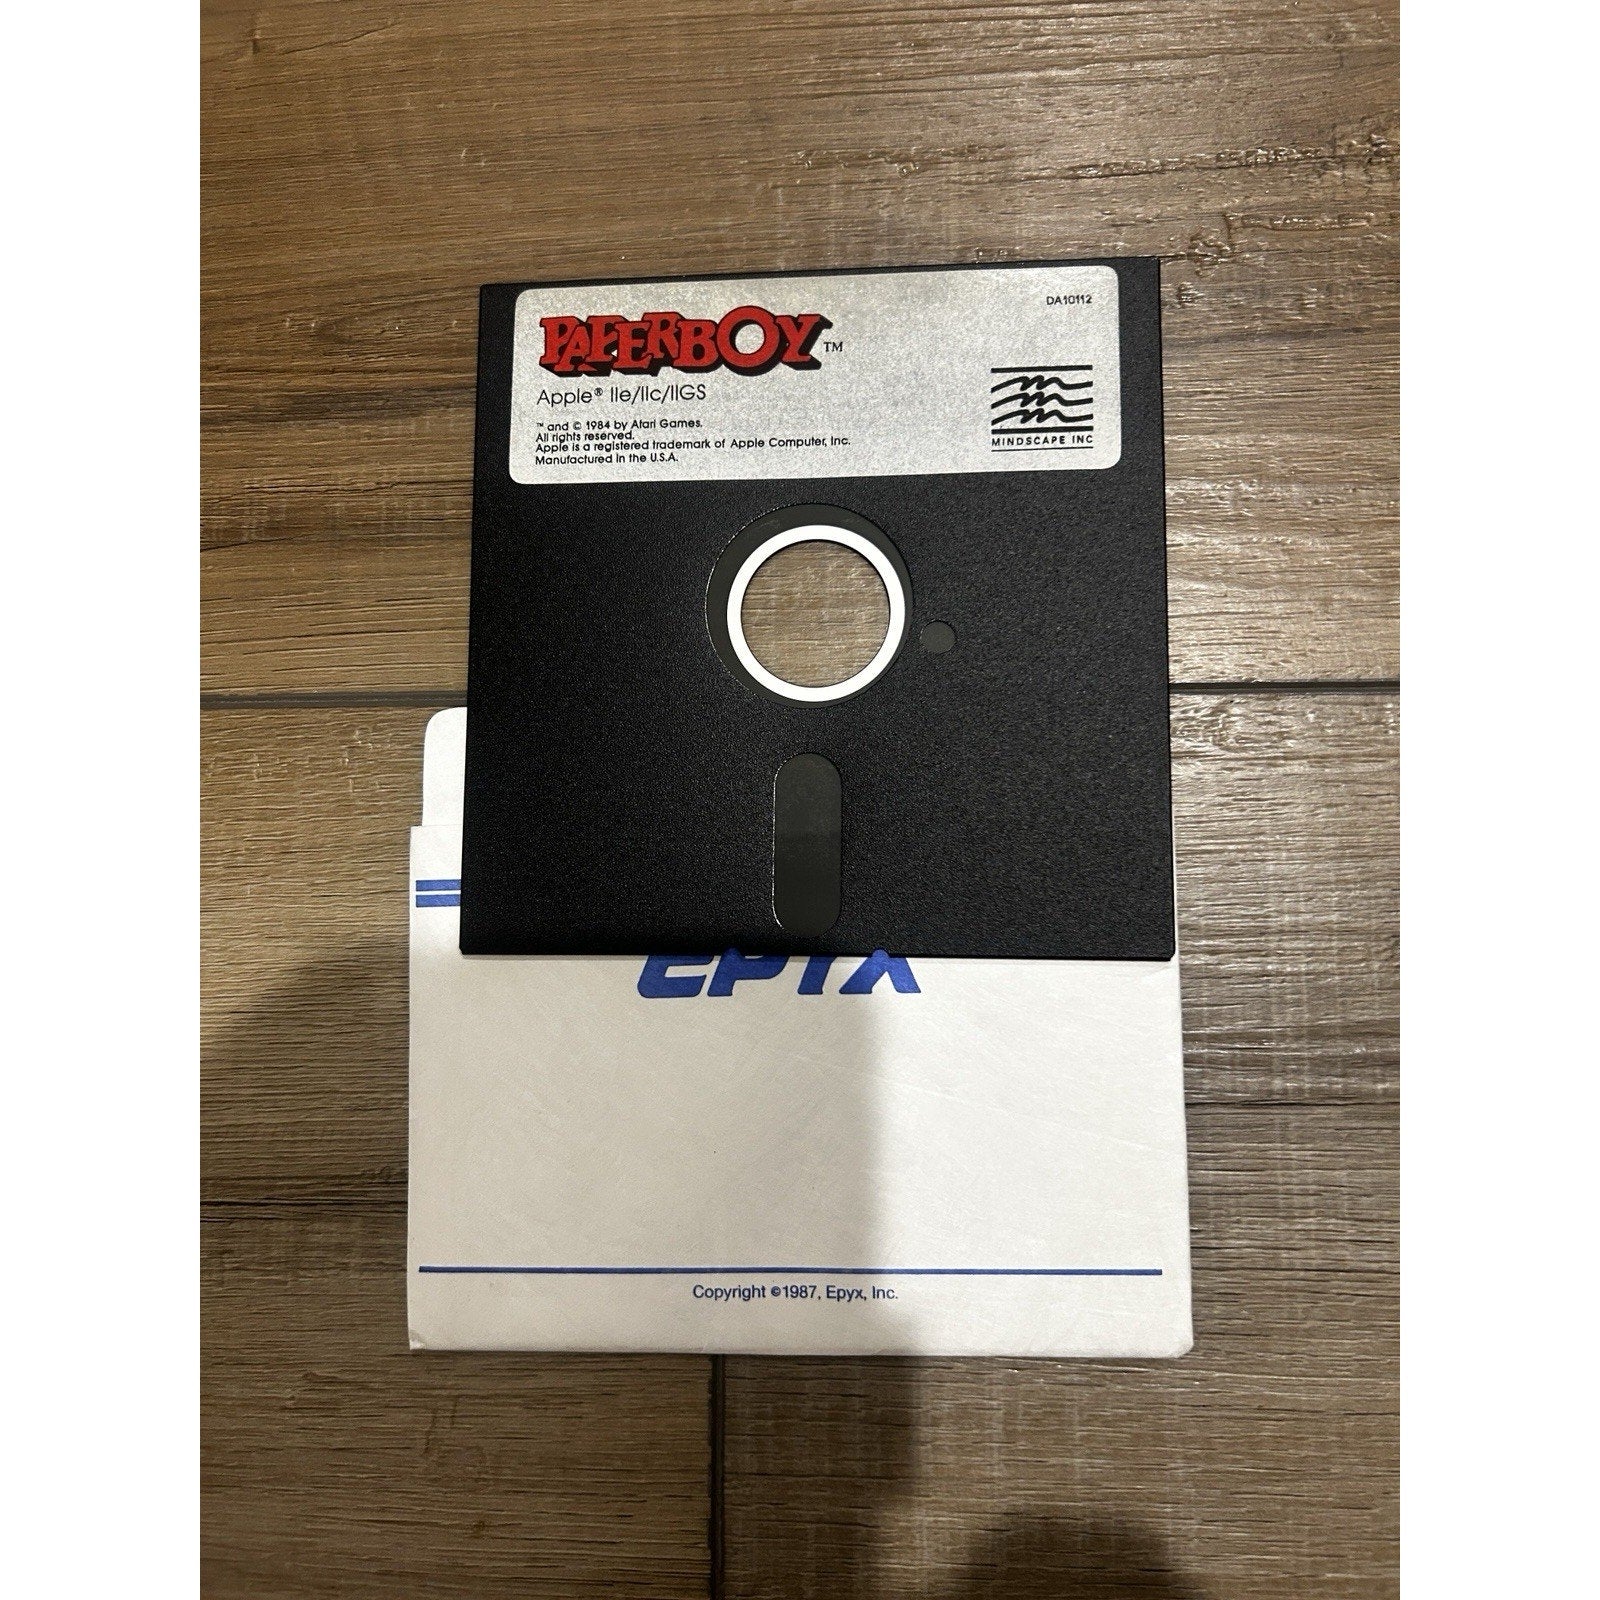 PAPERBOY™
DA10112
Apple® IIe/IIc/IIGS
™ and © 1984 by Atari Games.
All rights reserved.
Apple is a registered trademark of Apple Computer, Inc.
Manufactured in the U.S.A.
MINDSCAPE INC
EPYX
Copyright ©1987, Epyx, Inc.